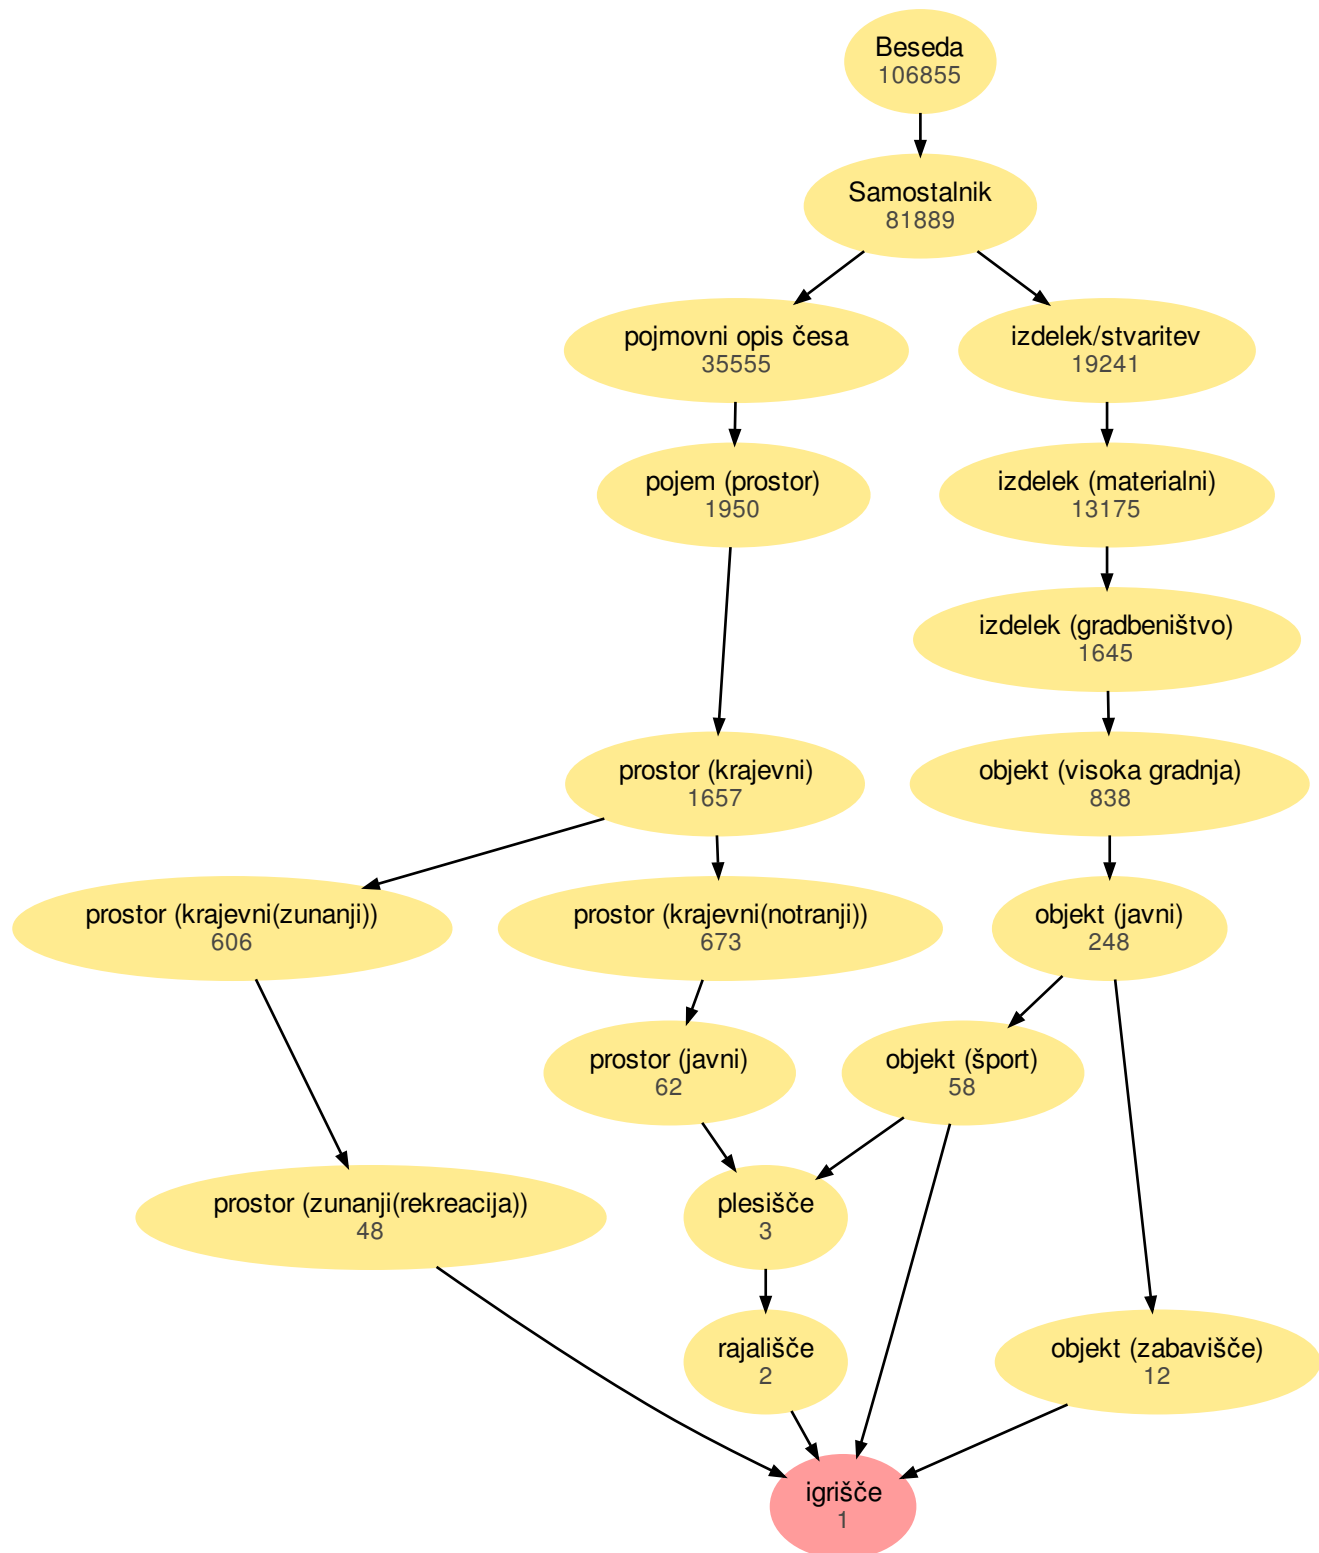 Beseda
106855
Samostalnik
81889
pojmovni opis česa
35555
izdelek/stvaritev
19241
pojem (prostor)
1950
izdelek (materialni)
13175
izdelek (gradbeništvo)
1645
prostor (krajevni)
1657
objekt (visoka gradnja)
838
prostor (krajevni(zunanji))
606
prostor (krajevni(notranji))
673
objekt (javni)
248
prostor (javni)
62
objekt (šport)
58
prostor (zunanji(rekreacija))
48
plesišče
3
rajališče
2
objekt (zabavišče)
12
igrišče
1